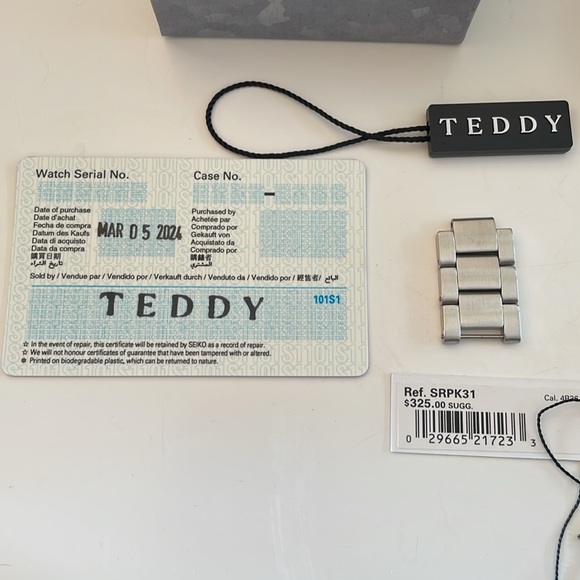 TEDDY
Watch Serial No.
Case No.
–
Date of purchase
Date d'achat
Fecha de compra
Datum des Kaufs
Data di acquisto
Data da compra
購買日期
تاريخ الشراء
MAR 05 2024
Purchased by
Achetée par
Comprado por
Gekauft von
Acquistato da
Comprado por
購錶者
المشتري
Sold by / Vendue par / Vendido por / Verkauft durch / Venduto da / Vendido por / 經售者/ البائع
TEDDY
101S1
☆ In the event of repair, this certificate will be retained by SEIKO as a record of repair.
☆ We will not honour certificates of guarantee that have been tampered with or altered.
Printed on biodegradable plastic, which can be returned to nature.
Ref. SRPK31
$325.00 SUGG.
Cal.
0 29665 21723 3